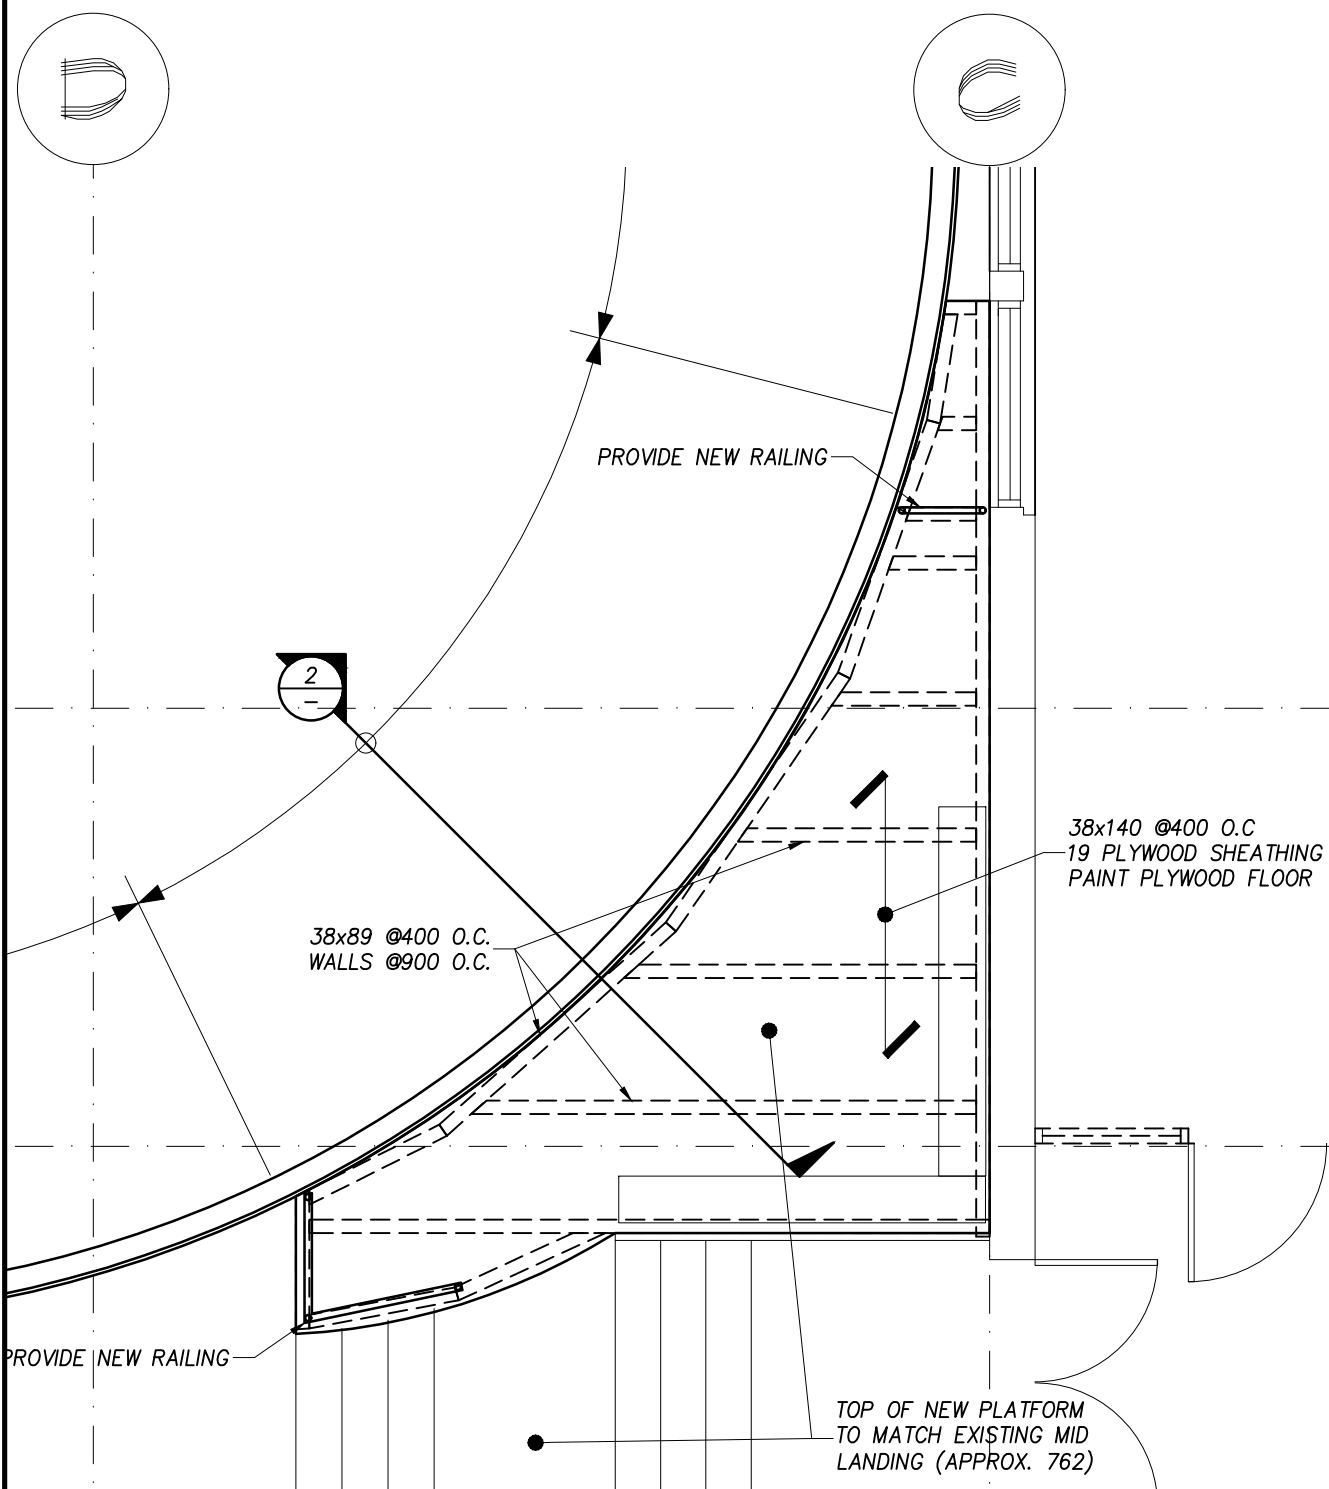 D
C
PROVIDE NEW RAILING
2
–
38x140 @400 O.C
19 PLYWOOD SHEATHING
PAINT PLYWOOD FLOOR
38x89 @400 O.C.
WALLS @900 O.C.
PROVIDE NEW RAILING
TOP OF NEW PLATFORM
TO MATCH EXISTING MID
LANDING (APPROX. 762)